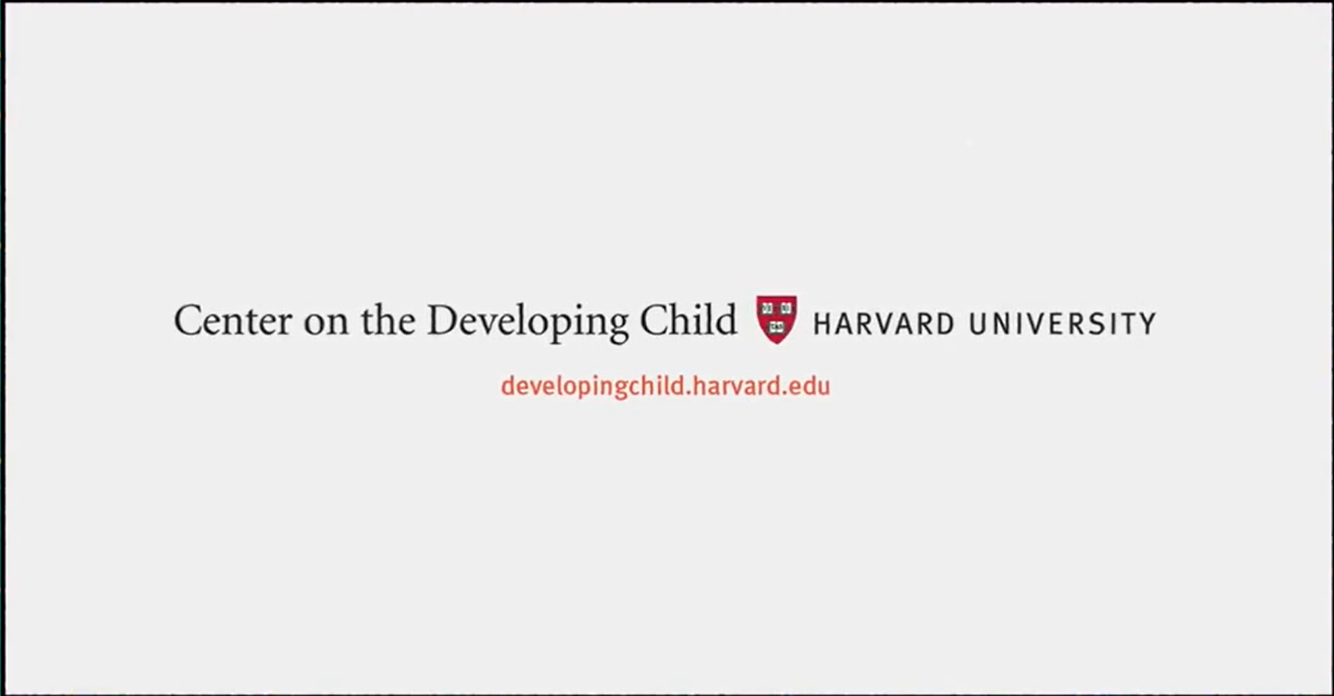 Center on the Developing Child HARVARD UNIVERSITY
developingchild.harvard.edu